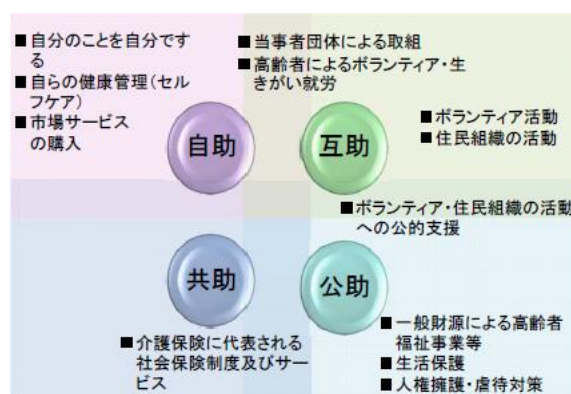 ■自分のことを自分です
る
■自らの健康管理(セル
フケア)
■市場サービス
の購入
■当事者団体による取組
■高齢者によるボランティア・生
きがい就労
■ボランティア活動
■住民組織の活動
自助
互助
■ボランティア・住民組織の活動
への公的支援
共助
公助
■介護保険に代表される
社会保険制度及びサー
ビス
■一般財源による高齢者
福祉事業等
■生活保護
■人権擁護・虐待対策